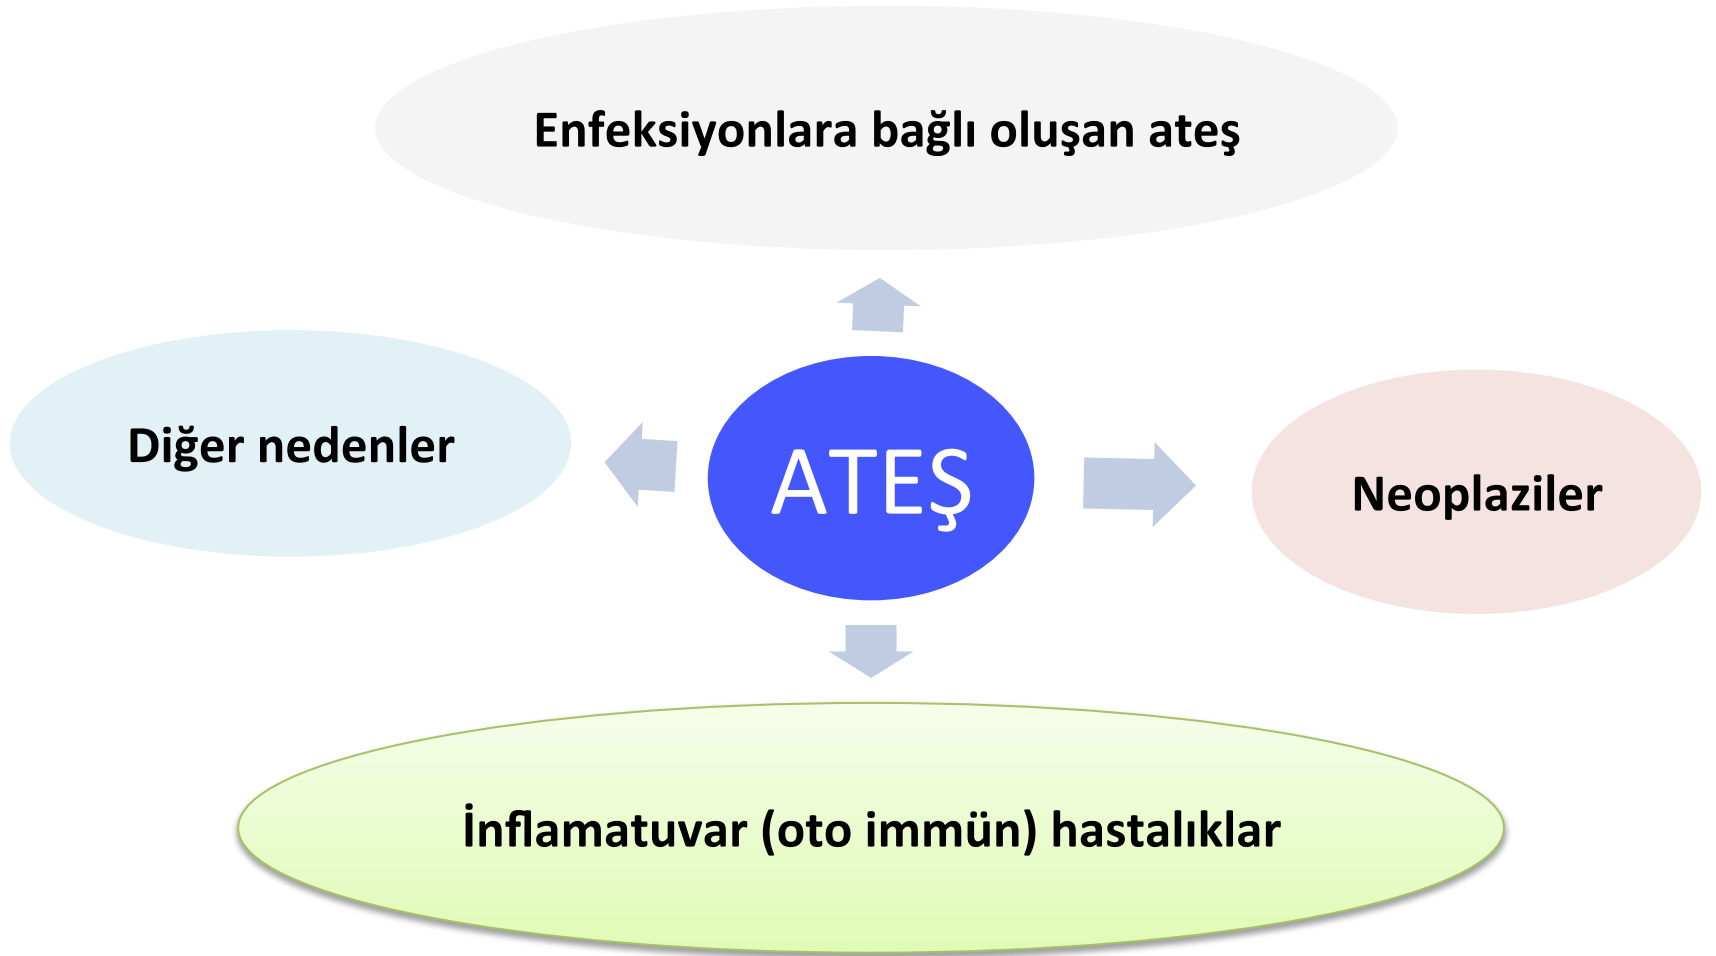 Enfeksiyonlara bağlı oluşan ateş
Diğer nedenler
ATEŞ
Neoplaziler
İnflamatuvar (oto immün) hastalıklar